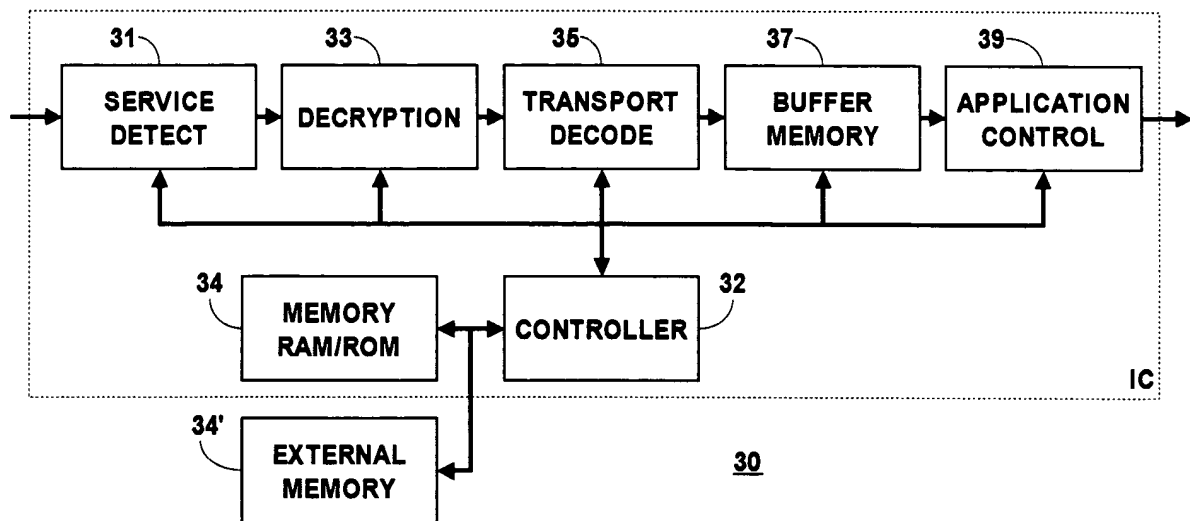 31
33
35
37
39
SERVICE
DETECT
DECRYPTION
TRANSPORT
DECODE
BUFFER
MEMORY
APPLICATION
CONTROL
34
MEMORY
RAM/ROM
CONTROLLER
32
IC
34'
EXTERNAL
MEMORY
30